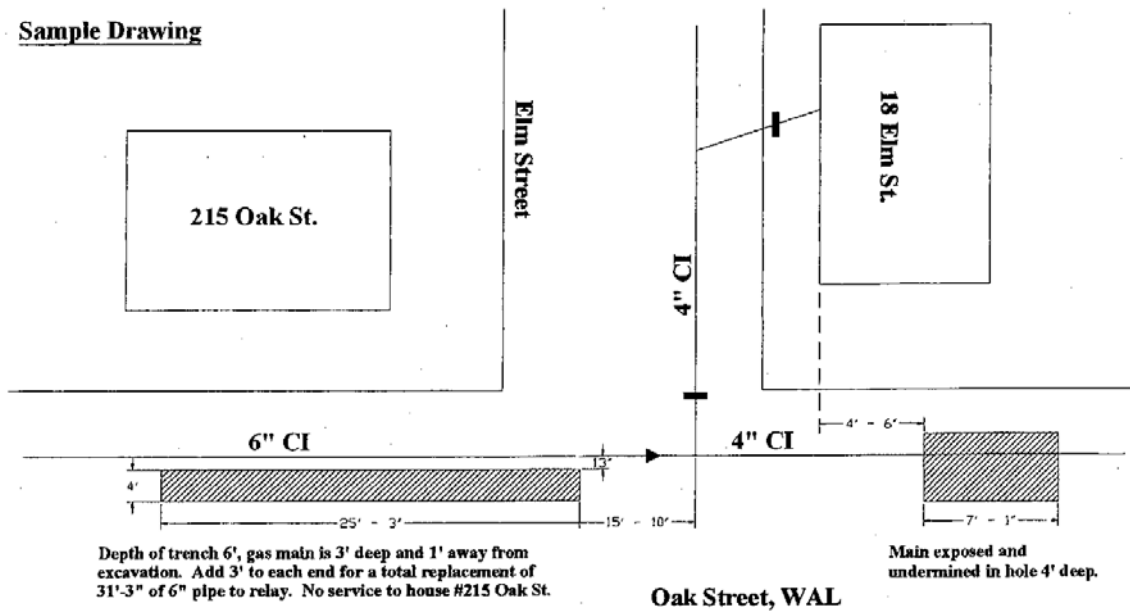 Sample Drawing
Elm Street
18 Elm St.
215 Oak St.
4" CI
4' - 6"
6" CI
4" CI
13"
4'
25' - 3"
15' - 10"
7' - 1"
Depth of trench 6', gas main is 3' deep and 1' away from
excavation. Add 3' to each end for a total replacement of
31'-3" of 6" pipe to relay. No service to house #215 Oak St.
Main exposed and
undermined in hole 4' deep.
Oak Street, WAL